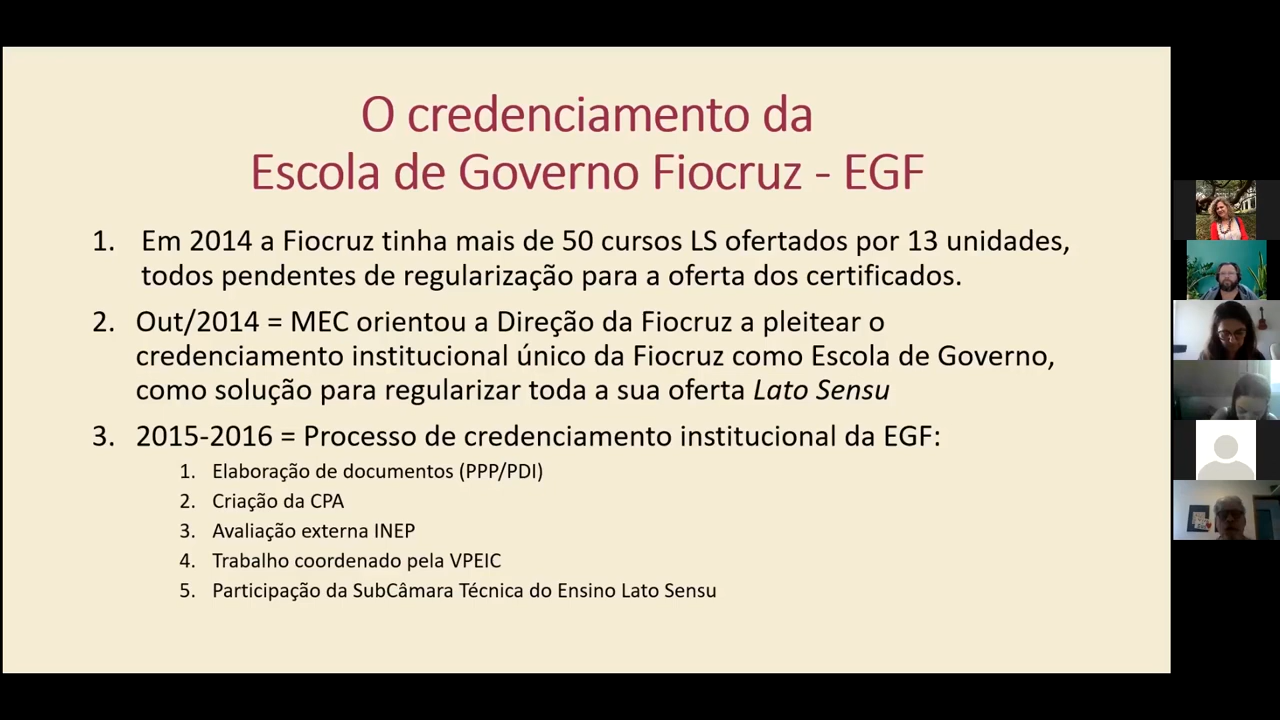 O credenciamento da
Escola de Governo Fiocruz - EGF
1. Em 2014 a Fiocruz tinha mais de 50 cursos LS ofertados por 13 unidades,
todos pendentes de regularização para a oferta dos certificados.
2. Out/2014 = MEC orientou a Direção da Fiocruz a pleitear o
credenciamento institucional único da Fiocruz como Escola de Governo,
como solução para regularizar toda a sua oferta Lato Sensu
3. 2015-2016 = Processo de credenciamento institucional da EGF:
1. Elaboração de documentos (PPP/PDI)
2. Criação da CPA
3. Avaliação externa INEP
4. Trabalho coordenado pela VPEIC
5. Participação da SubCâmara Técnica do Ensino Lato Sensu